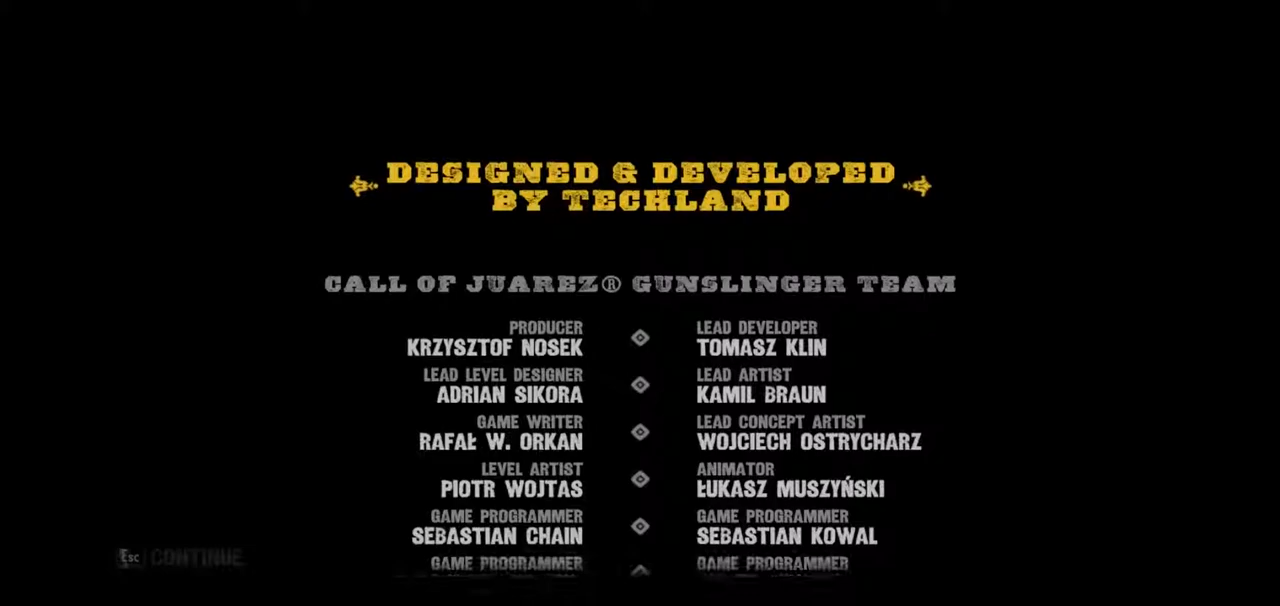 DESIGNED & DEVELOPED
BY TECHLAND
CALL OF JUAREZ® GUNSLINGER TEAM
PRODUCER
KRZYSZTOF NOSEK
LEAD DEVELOPER
TOMASZ KLIN
LEAD LEVEL DESIGNER
ADRIAN SIKORA
LEAD ARTIST
KAMIL BRAUN
GAME WRITER
RAFAŁ W. ORKAN
LEAD CONCEPT ARTIST
WOJCIECH OSTRYCHARZ
LEVEL ARTIST
PIOTR WOJTAS
ANIMATOR
ŁUKASZ MUSZYŃSKI
GAME PROGRAMMER
SEBASTIAN CHAIN
GAME PROGRAMMER
SEBASTIAN KOWAL
Esc CONTINUE
GAME PROGRAMMER
GAME PROGRAMMER